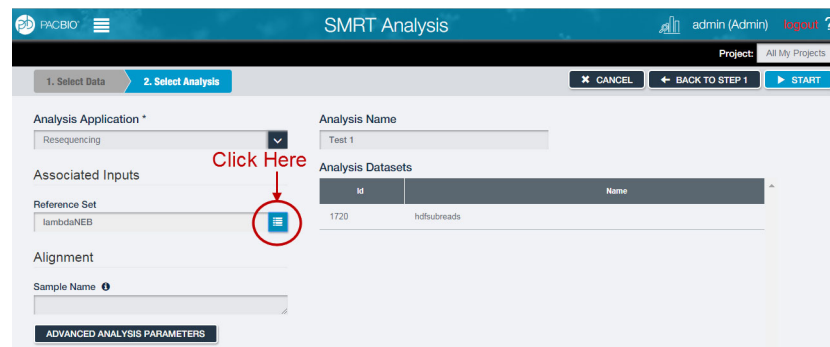 PACBIO®
SMRT Analysis
admin (Admin) logout ?
Project: All My Projects
1. Select Data
2. Select Analysis
✖ CANCEL
← BACK TO STEP 1
▶ START
Analysis Application *
Resequencing
Analysis Name
Test 1
Click Here
Associated Inputs
Analysis Datasets
Id Name
Reference Set
lambdaNEB
1720 hdfsubreads
Alignment
Sample Name
ADVANCED ANALYSIS PARAMETERS